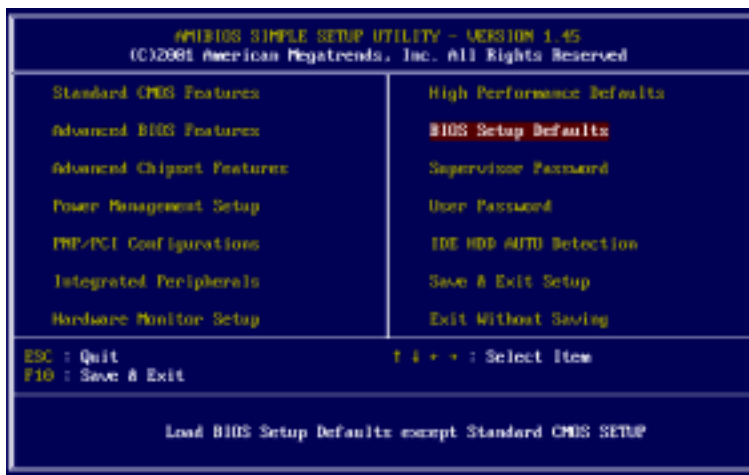 AMIBIOS SIMPLE SETUP UTILITY - VERSION 1.45
(C)2001 American Megatrends, Inc. All Rights Reserved
Standard CMOS Features
High Performance Defaults
Advanced BIOS Features
BIOS Setup Defaults
Advanced Chipset Features
Supervisor Password
Power Management Setup
User Password
PNP/PCI Configurations
IDE HDD AUTO Detection
Integrated Peripherals
Save & Exit Setup
Hardware Monitor Setup
Exit Without Saving
ESC : Quit
↑ ↓ ← → : Select Item
F10 : Save & Exit
Load BIOS Setup Defaults except Standard CMOS SETUP